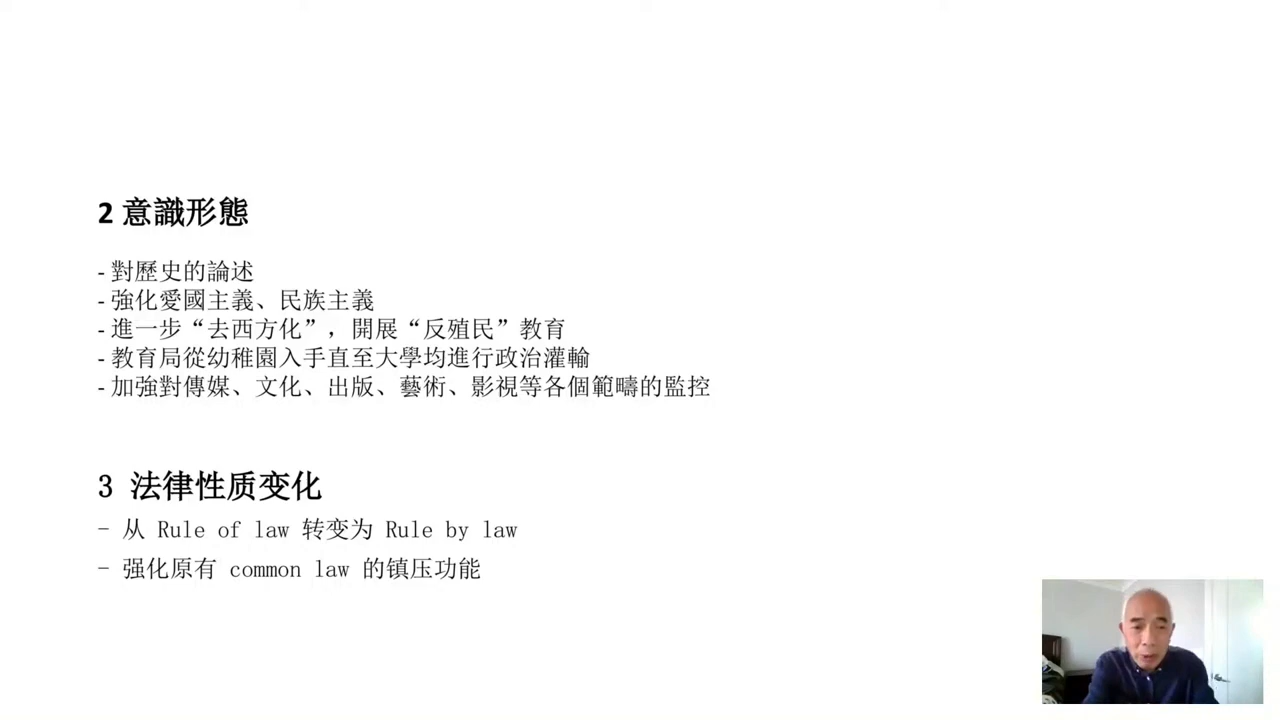 2 意識形態
- 對歷史的論述
- 強化愛國主義、民族主義
- 進一步“去西方化”，開展“反殖民”教育
- 教育局從幼稚園入手直至大學均進行政治灌輸
- 加強對傳媒、文化、出版、藝術、影視等各個範疇的監控
3 法律性质变化
- 从 Rule of law 转变为 Rule by law
- 强化原有 common law 的镇压功能